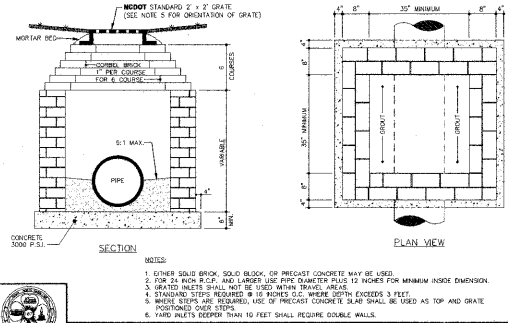 NCDOT STANDARD 2' x 2' GRATE
(SEE NOTE 5 FOR ORIENTATION OF GRATE)
MORTAR BED
CORBEL BRICK
1" PER COURSE
FOR 6 COURSE
6
COURSES
VARIABLE
5:1 MAX.
PIPE
4"
8"
MIN.
CONCRETE
3000 P.S.I.
SECTION
4"
8"
35" MINIMUM
8"
4"
4"
8"
35" MINIMUM
8"
4"
GROUT
GROUT
PLAN VIEW
NOTES:
1. EITHER SOLID BRICK, SOLID BLOCK, OR PRECAST CONCRETE MAY BE USED.
2. FOR 24 INCH R.C.P. AND LARGER USE PIPE DIAMETER PLUS 12 INCHES FOR MINIMUM INSIDE DIMENSION.
3. GRATED INLETS SHALL NOT BE USED WITHIN TRAVEL AREAS.
4. STANDARD STEPS REQUIRED @ 16 INCHES O.C. WHERE DEPTH EXCEEDS 3 FEET.
5. WHERE STEPS ARE REQUIRED, USE OF PRECAST CONCRETE SLAB SHALL BE USED AS TOP AND GRATE
POSITIONED OVER STEPS.
6. YARD INLETS DEEPER THAN 10 FEET SHALL REQUIRE DOUBLE WALLS.